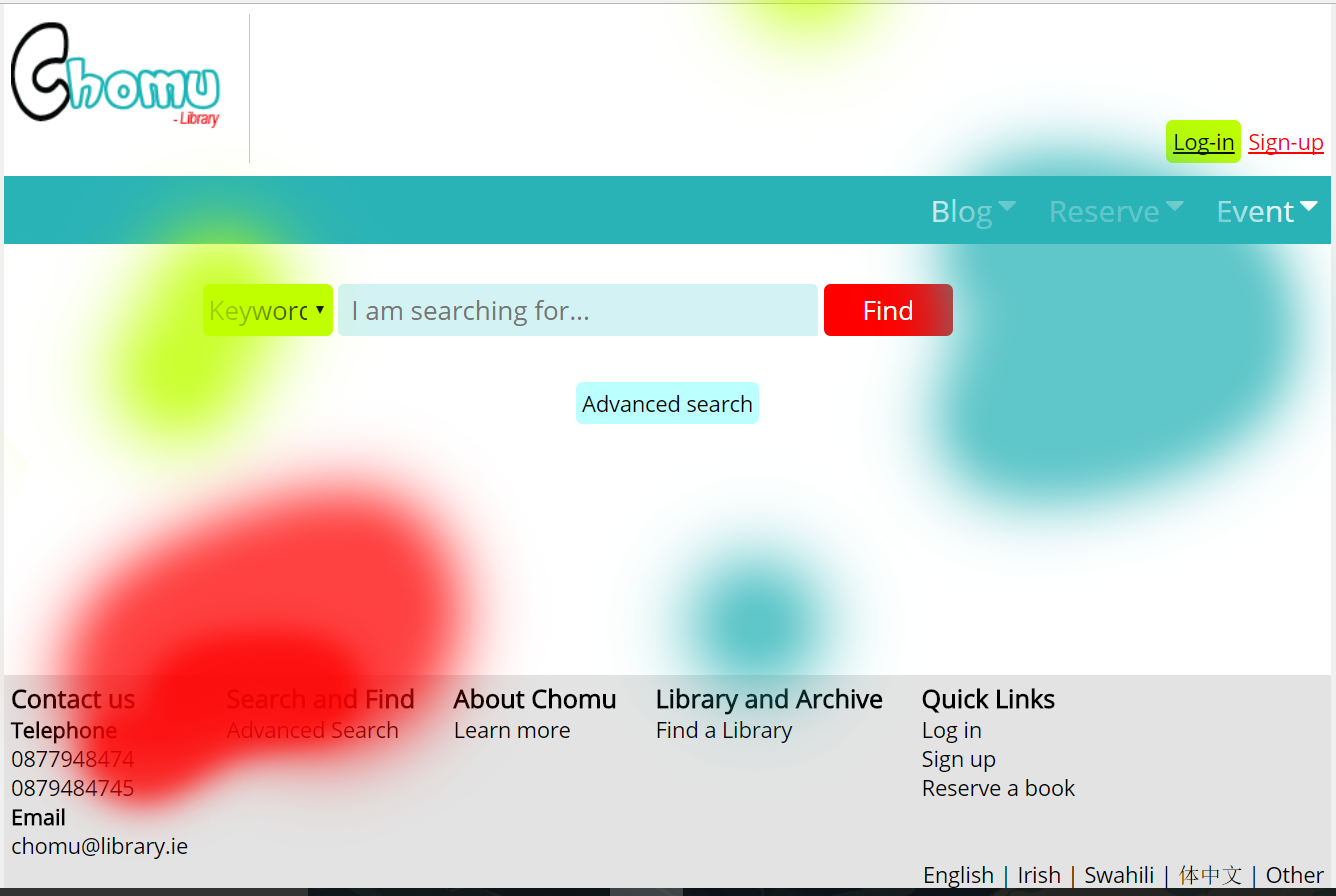 Chomu
- Library
Log-in Sign-up
Blog Reserve Event
Keyword I am searching for... Find
Advanced search
Contact us Search and Find About Chomu Library and Archive Quick Links
Telephone Advanced Search Learn more Find a Library Log in
0877948474 Sign up
0879484745 Reserve a book
Email
chomu@library.ie
English | Irish | Swahili | 体中文 | Other